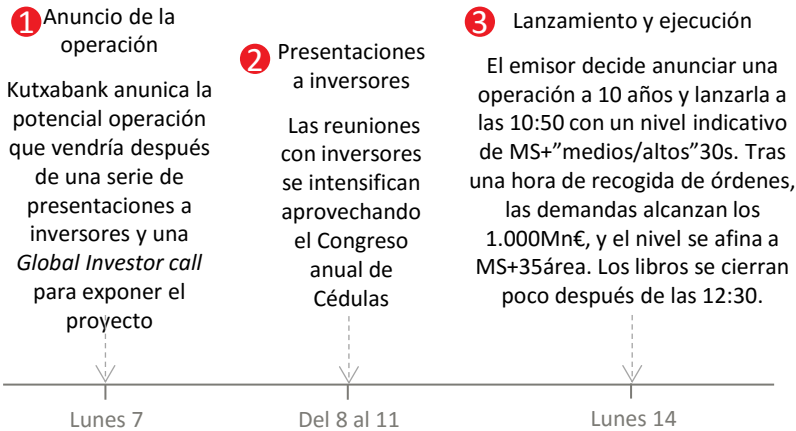 1 Anuncio de la
operación
Kutxabank anunica la
potencial operación
que vendría después
de una serie de
presentaciones a
inversores y una
Global Investor call
para exponer el
proyecto
2 Presentaciones
a inversores
Las reuniones
con inversores
se intensifican
aprovechando
el Congreso
anual de
Cédulas
3 Lanzamiento y ejecución
El emisor decide anunciar una
operación a 10 años y lanzarla a
las 10:50 con un nivel indicativo
de MS+”medios/altos”30s. Tras
una hora de recogida de órdenes,
las demandas alcanzan los
1.000Mn€, y el nivel se afina a
MS+35área. Los libros se cierran
poco después de las 12:30.
Lunes 7
Del 8 al 11
Lunes 14